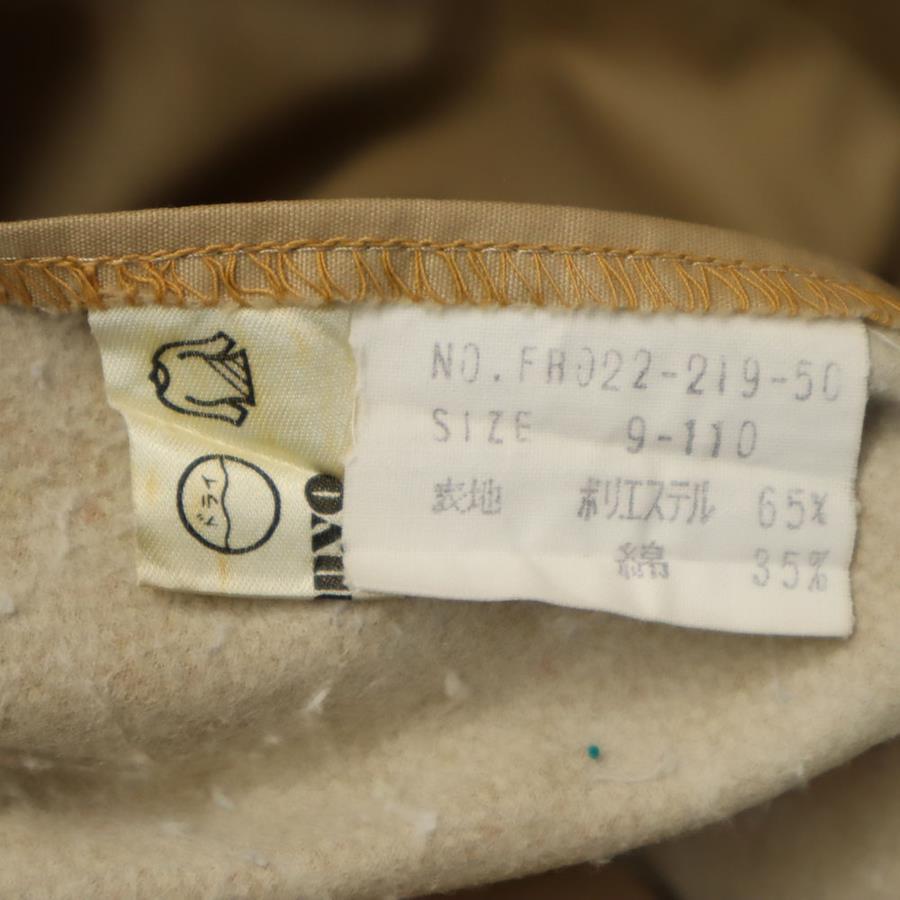 NO.FR022-219-50
SIZE 9-110
表地 ポリエステル 65%
綿 35%
ドライ
nyo